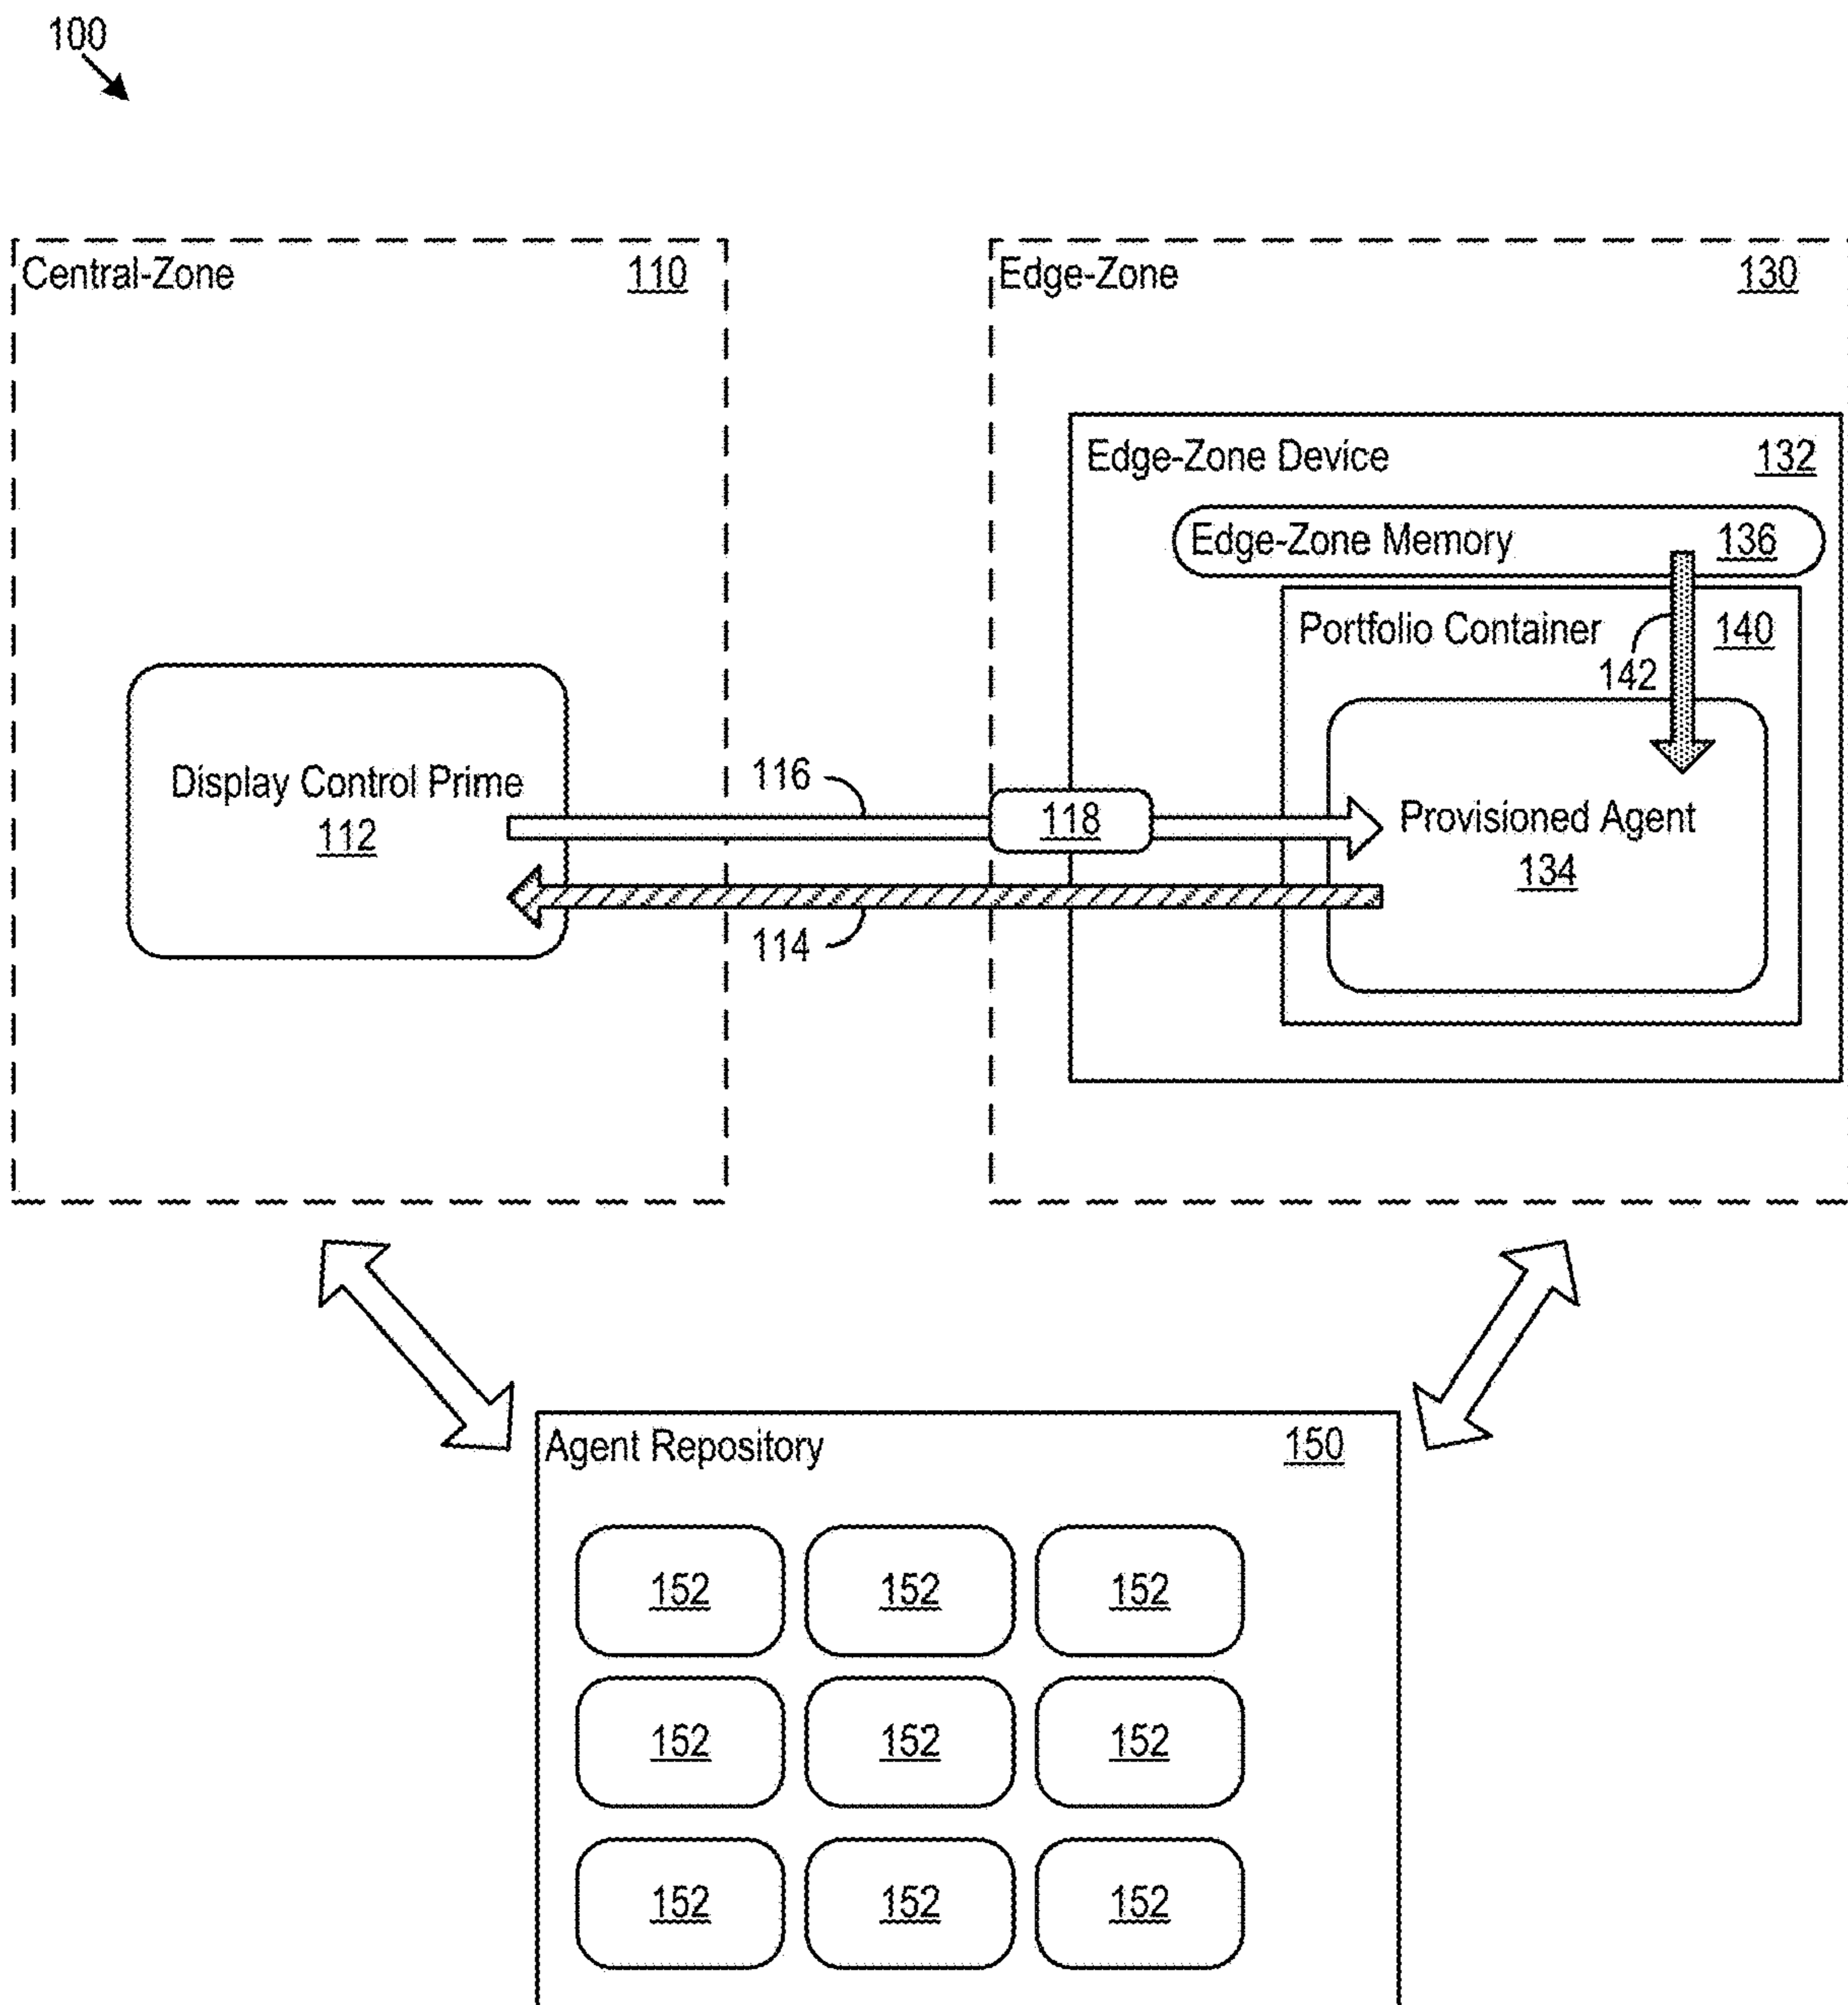 100
Central-Zone 110
Edge-Zone 130
Edge-Zone Device 132
Edge-Zone Memory 136
Portfolio Container 140
142
Display Control Prime
112
116
118
Provisioned Agent
134
114
Agent Repository 150
152 152 152
152 152 152
152 152 152